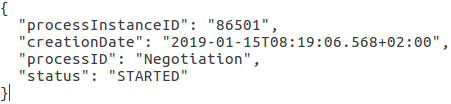 {
  "processInstanceID": "86501",
  "creationDate": "2019-01-15T08:19:06.568+02:00",
  "processID": "Negotiation",
  "status": "STARTED"
}